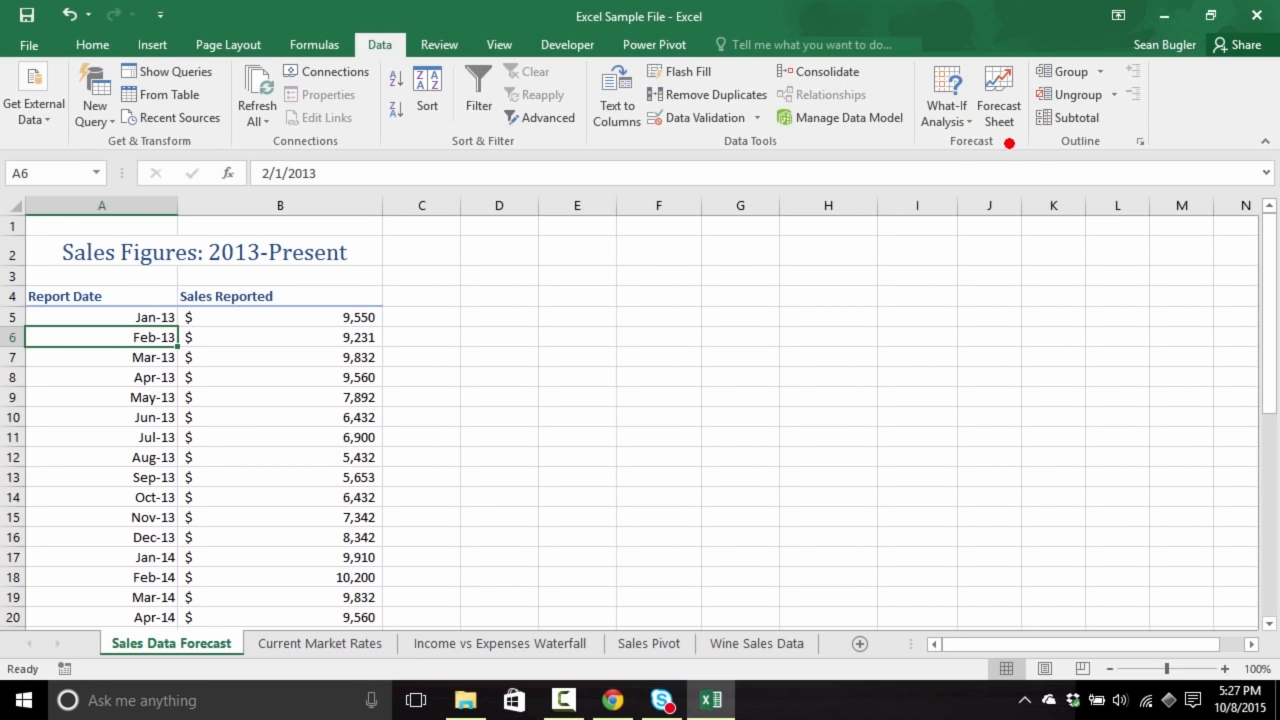 Excel Sample File - Excel
File Home Insert Page Layout Formulas Data Review View Developer Power Pivot Tell me what you want to do... Sean Bugler Share
Get External Data
New Query
Show Queries
From Table
Recent Sources
Get & Transform
Refresh All
Connections
Properties
Edit Links
Connections
Sort
Filter
Clear
Reapply
Advanced
Sort & Filter
Text to Columns
Flash Fill
Remove Duplicates
Data Validation
Consolidate
Relationships
Manage Data Model
Data Tools
What-If Analysis
Forecast Sheet
Forecast
Group
Ungroup
Subtotal
Outline
A6 fx 2/1/2013
A B C D E F G H I J K L M N
1
2 Sales Figures: 2013-Present
3
4 Report Date Sales Reported
5 Jan-13 $ 9,550
6 Feb-13 $ 9,231
7 Mar-13 $ 9,832
8 Apr-13 $ 9,560
9 May-13 $ 7,892
10 Jun-13 $ 6,432
11 Jul-13 $ 6,900
12 Aug-13 $ 5,432
13 Sep-13 $ 5,653
14 Oct-13 $ 6,432
15 Nov-13 $ 7,342
16 Dec-13 $ 8,342
17 Jan-14 $ 9,910
18 Feb-14 $ 10,200
19 Mar-14 $ 9,832
20 Apr-14 $ 9,560
Sales Data Forecast Current Market Rates Income vs Expenses Waterfall Sales Pivot Wine Sales Data
Ready 100%
Ask me anything 5:27 PM
10/8/2015